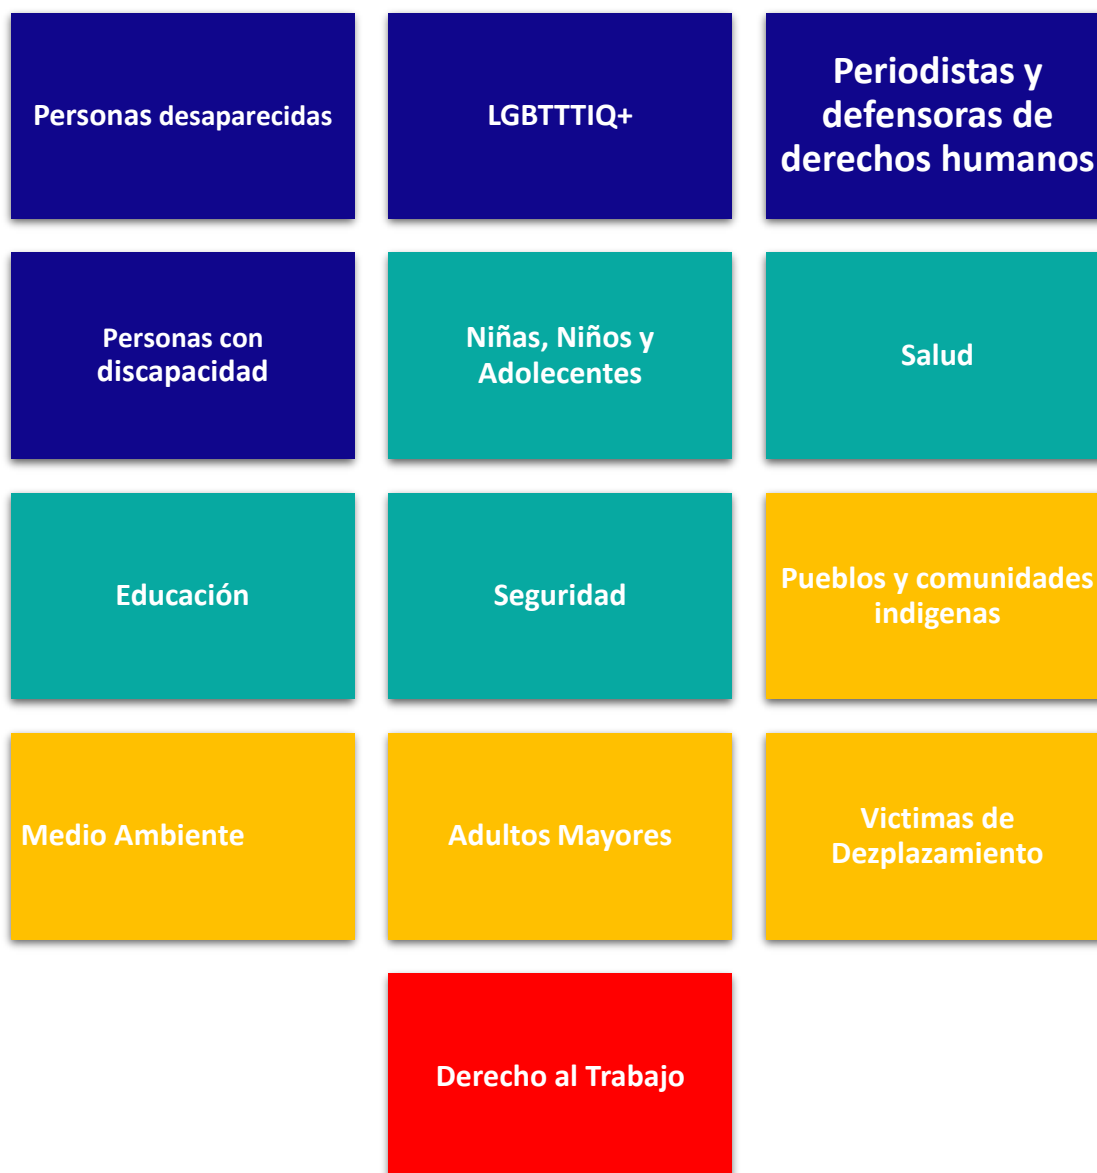 Personas desaparecidas
LGBTTTIQ+
Periodistas y
defensoras de
derechos humanos
Personas con
discapacidad
Niñas, Niños y
Adolecentes
Salud
Educación
Seguridad
Pueblos y comunidades
indigenas
Medio Ambiente
Adultos Mayores
Victimas de
Dezplazamiento
Derecho al Trabajo